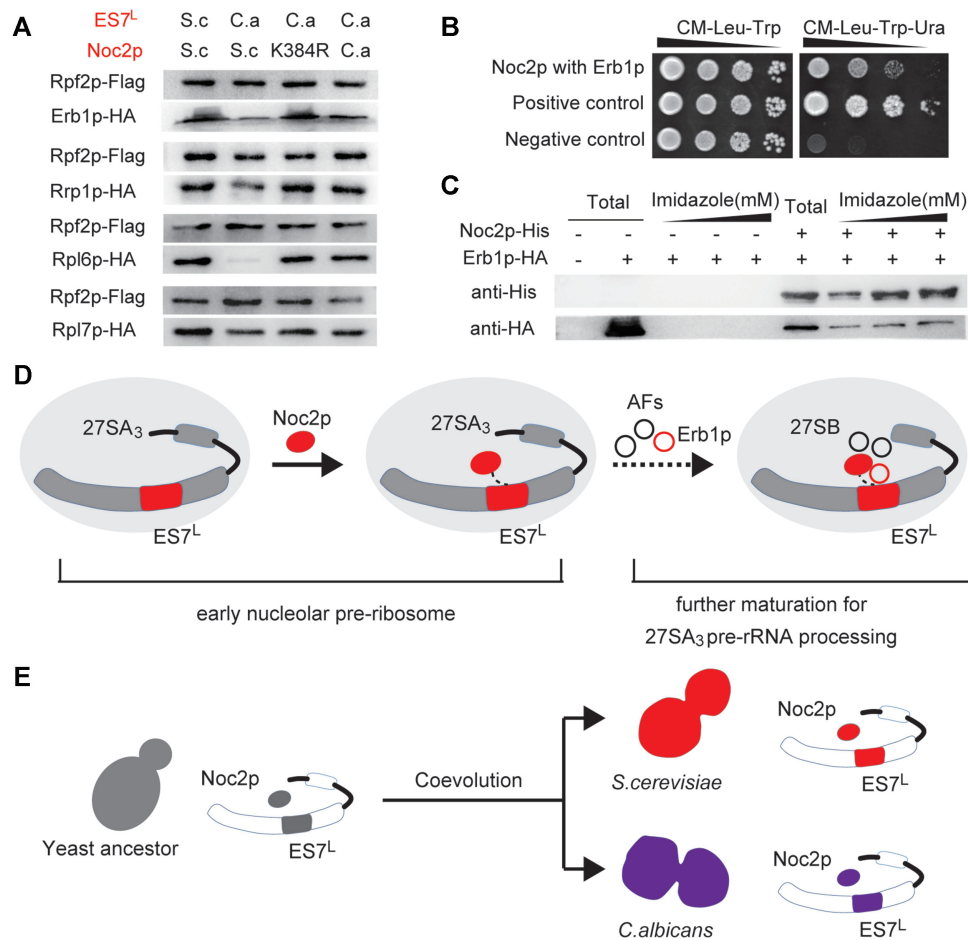 A
ES7ᴸ S.c C.a C.a C.a
Noc2p S.c S.c K384R C.a
Rpf2p-Flag
Erb1p-HA
Rpf2p-Flag
Rrp1p-HA
Rpf2p-Flag
Rpl6p-HA
Rpf2p-Flag
Rpl7p-HA
B
CM-Leu-Trp CM-Leu-Trp-Ura
Noc2p with Erb1p
Positive control
Negative control
C
Total Imidazole(mM) Total Imidazole(mM)
Noc2p-His - - - - - + + + +
Erb1p-HA - + + + + + + + +
anti-His
anti-HA
D
27SA₃ Noc2p 27SA₃ AFs Erb1p 27SB
ES7ᴸ ES7ᴸ ES7ᴸ
early nucleolar pre-ribosome
further maturation for
27SA₃ pre-rRNA processing
E
Yeast ancestor
Noc2p
ES7ᴸ
Coevolution
S.cerevisiae
Noc2p
ES7ᴸ
C.albicans
Noc2p
ES7ᴸ